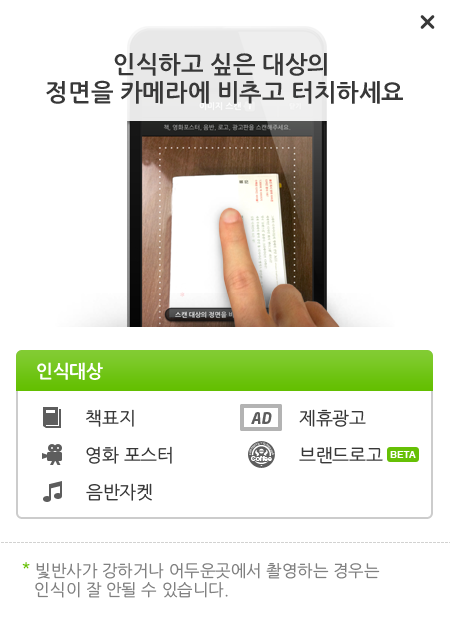 인식하고 싶은 대상의
정면을 카메라에 비추고 터치하세요
책, 영화포스터, 음반, 로고, 광고판을 스캔해주세요.
스캔 대상의 정면을
인식대상
책표지
AD 제휴광고
영화 포스터
Coffee 브랜드로고 BETA
음반자켓
* 빛반사가 강하거나 어두운곳에서 촬영하는 경우는
인식이 잘 안될 수 있습니다.